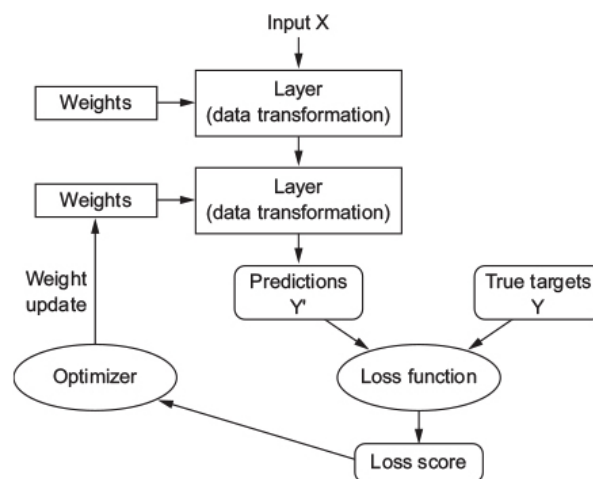 Input X
Layer
(data transformation)
Weights
Layer
(data transformation)
Weights
Weight
update
Predictions
Y'
True targets
Y
Optimizer
Loss function
Loss score